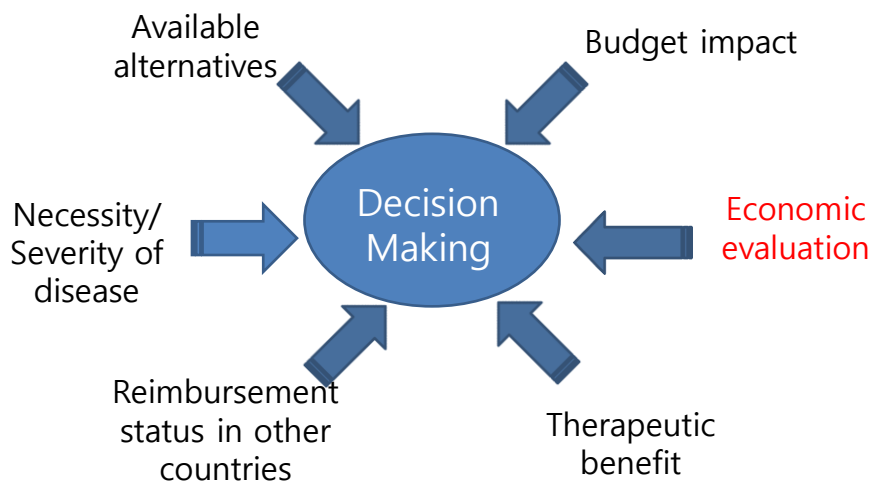 Available
alternatives
Budget impact
Decision
Making
Necessity/
Severity of
disease
Economic
evaluation
Reimbursement
status in other
countries
Therapeutic
benefit